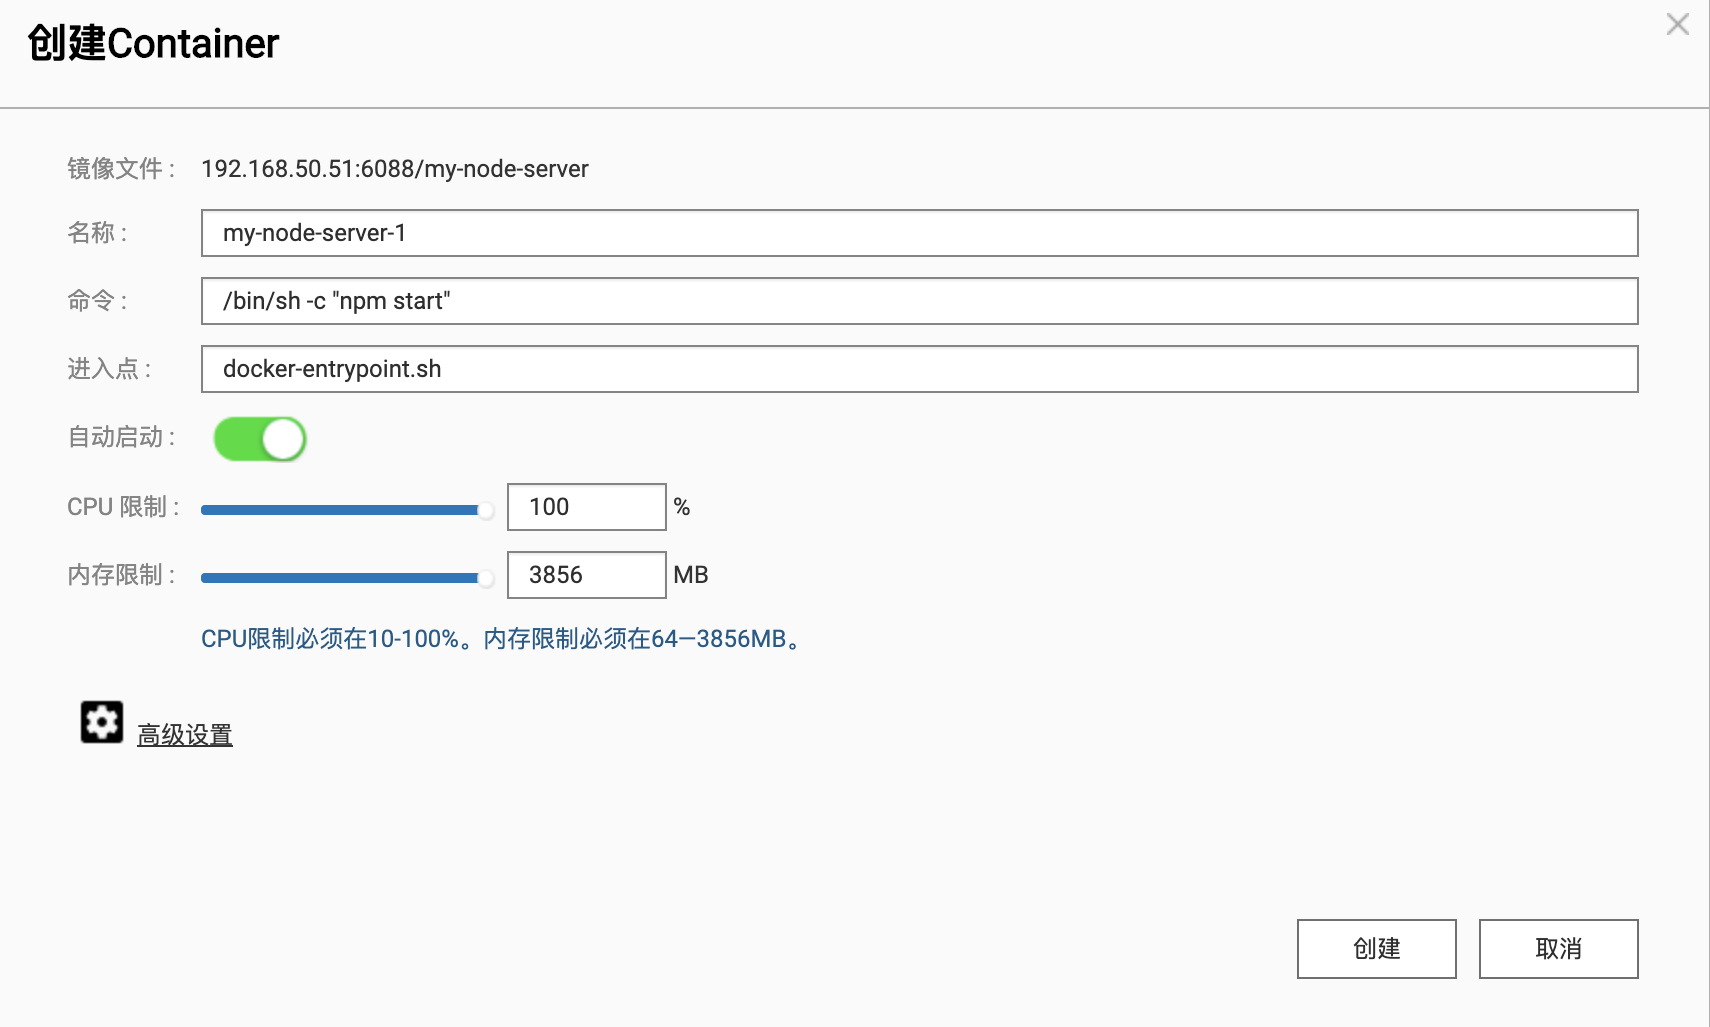 创建Container
镜像文件 : 192.168.50.51:6088/my-node-server
名称 : my-node-server-1
命令 : /bin/sh -c "npm start"
进入点 : docker-entrypoint.sh
自动启动 :
CPU 限制 : 100 %
内存限制 : 3856 MB
CPU限制必须在10-100%。内存限制必须在64—3856MB。
高级设置
创建 取消